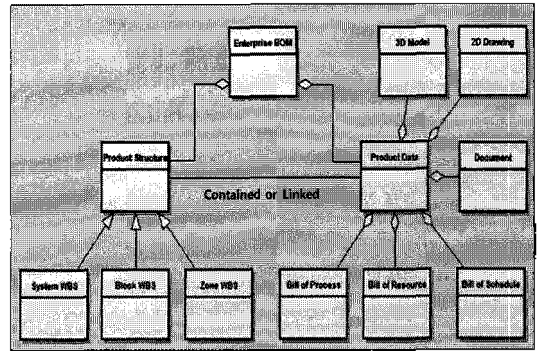 Enterprise BOM
3D Model
2D Drawing
Product Structure
Product Data
Document
Contained or Linked
System WBS
Block WBS
Zone WBS
Bill of Process
Bill of Resource
Bill of Schedule